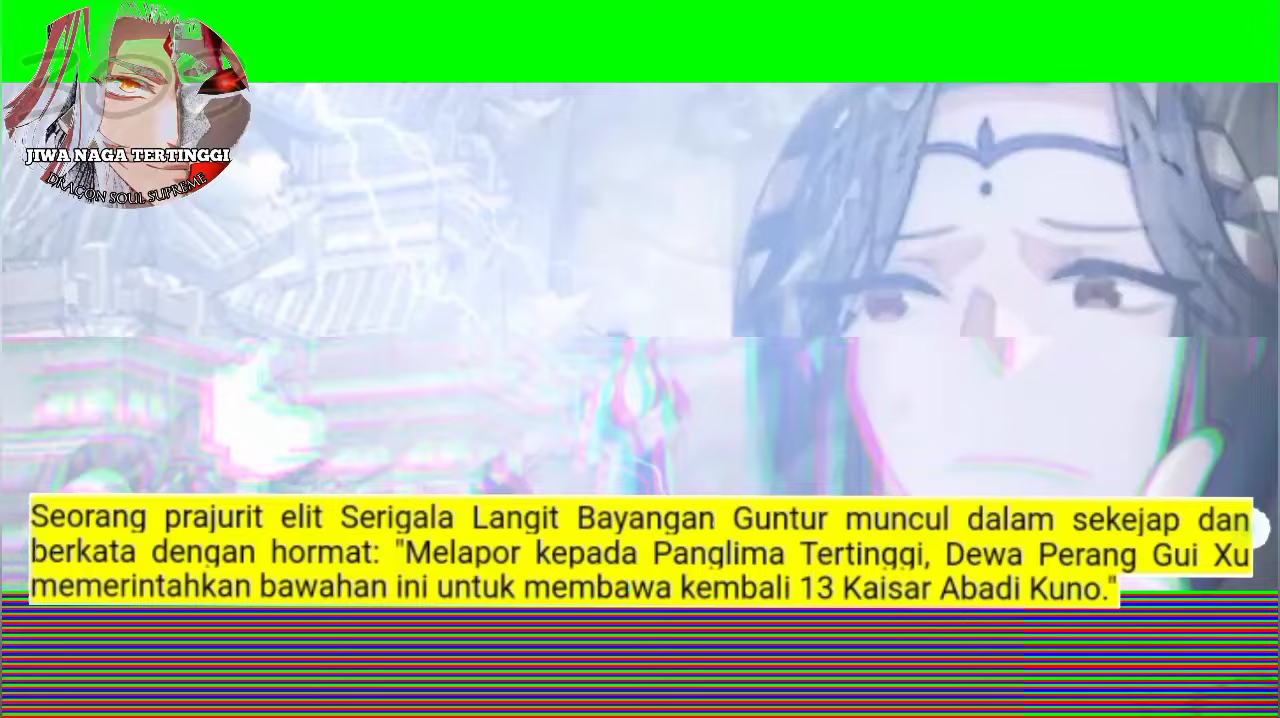 JIWA NAGA TERTINGGI
DRAGON SOUL SUPREME
Seorang prajurit elit Serigala Langit Bayangan Guntur muncul dalam sekejap dan
berkata dengan hormat: "Melapor kepada Panglima Tertinggi, Dewa Perang Gui Xu
memerintahkan bawahan ini untuk membawa kembali 13 Kaisar Abadi Kuno."